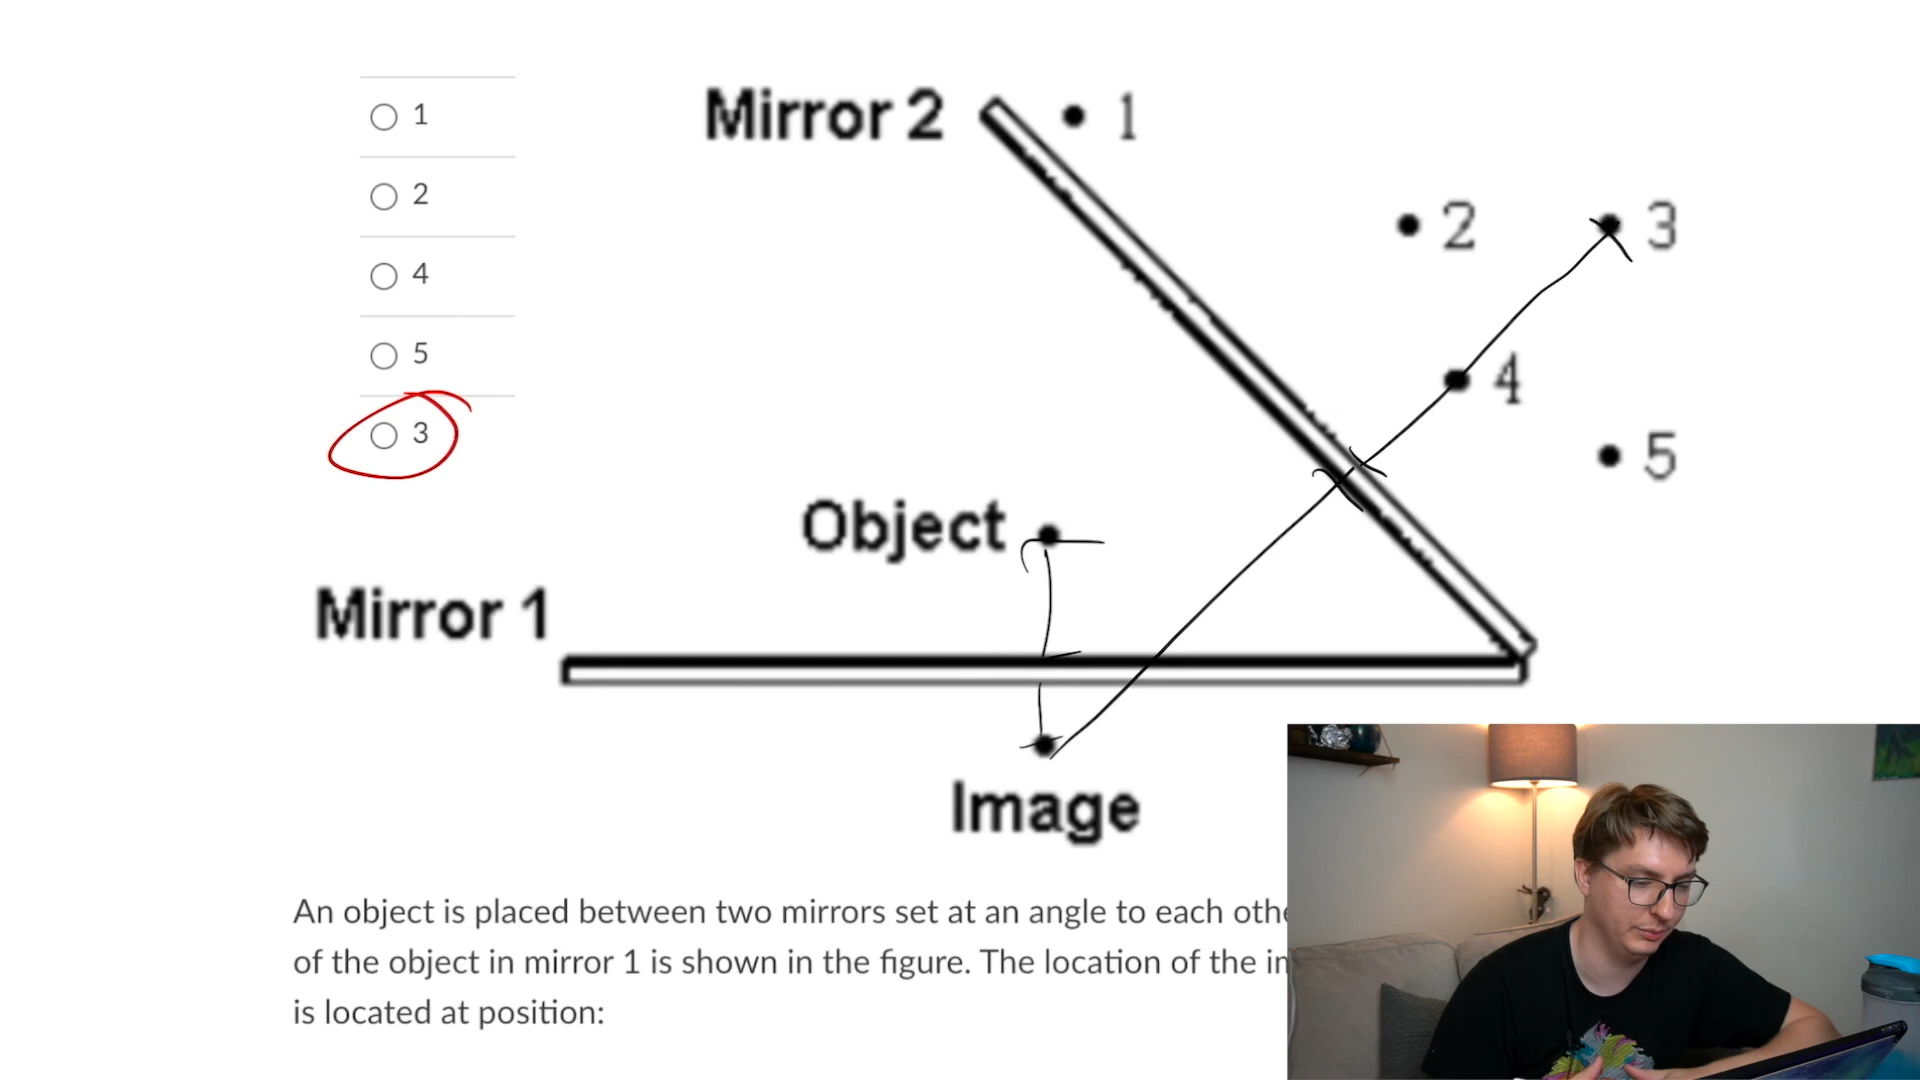 1
2
4
5
3
Mirror 2
1
2
3
4
5
Object
Mirror 1
Image
An object is placed between two mirrors set at an angle to each
of the object in mirror 1 is shown in the figure. The location of the
is located at position: